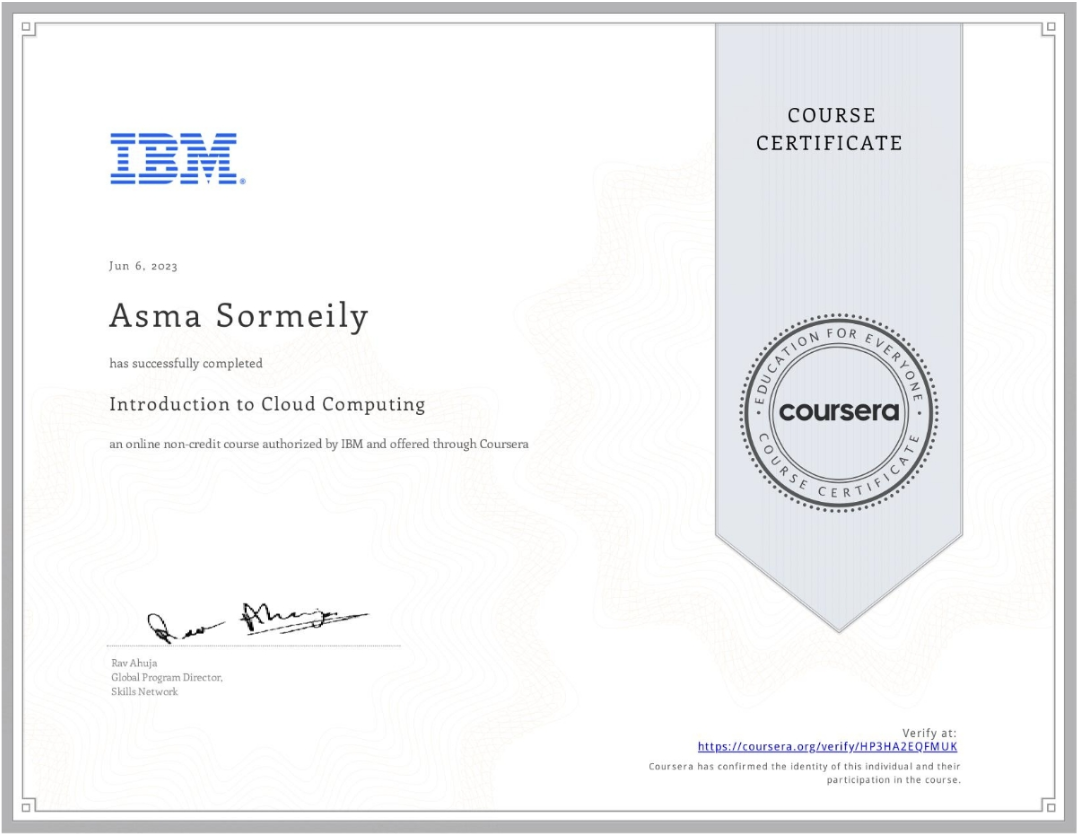 COURSE
CERTIFICATE
IBM®
Jun 6, 2023
Asma Sormeily
has successfully completed
Introduction to Cloud Computing
an online non-credit course authorized by IBM and offered through Coursera
EDUCATION FOR EVERYONE
coursera
COURSE CERTIFICATE
Rav Ahuja
Rav Ahuja
Global Program Director,
Skills Network
Verify at:
https://coursera.org/verify/HP3HA2EQFMUK
Coursera has confirmed the identity of this individual and their
participation in the course.